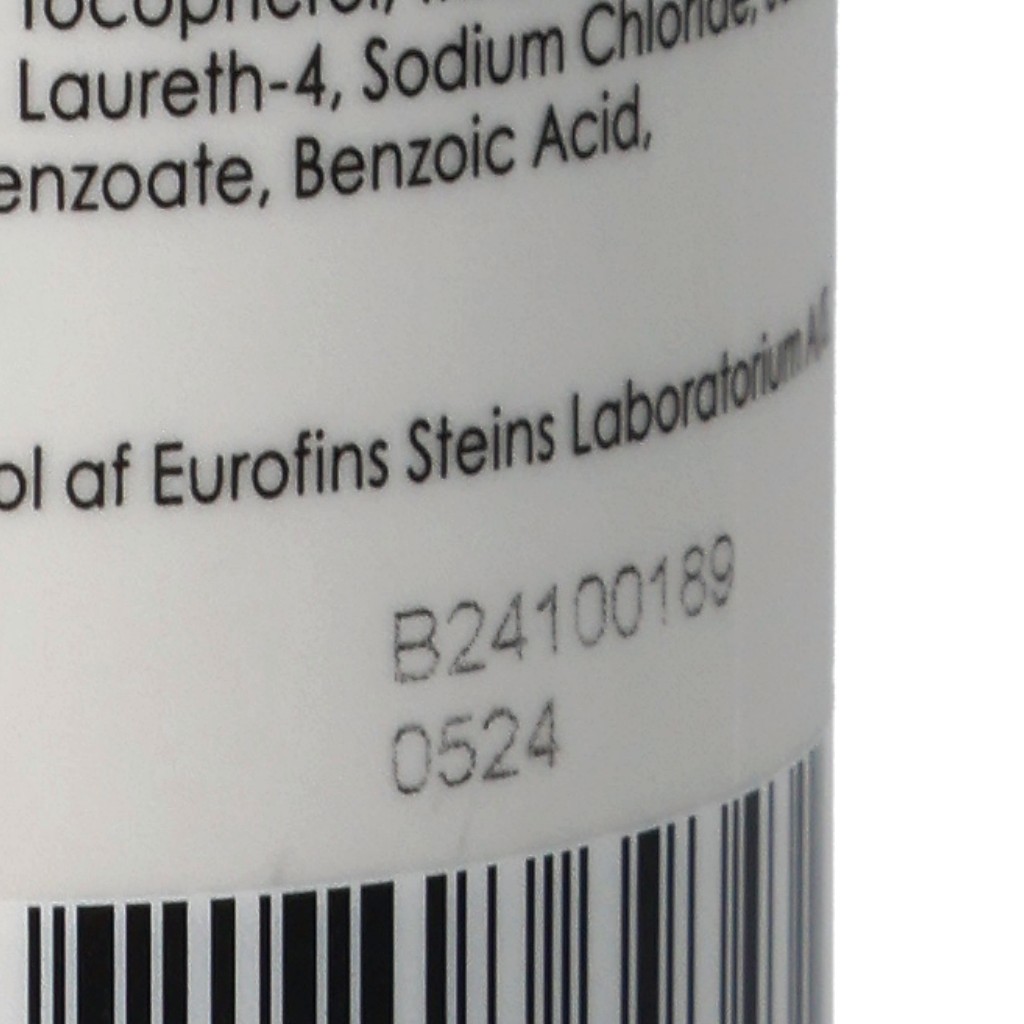 Laureth-4, Sodium Chloride,
enzoate, Benzoic Acid,
ol af Eurofins Steins Laboratorium
B24100189
0524